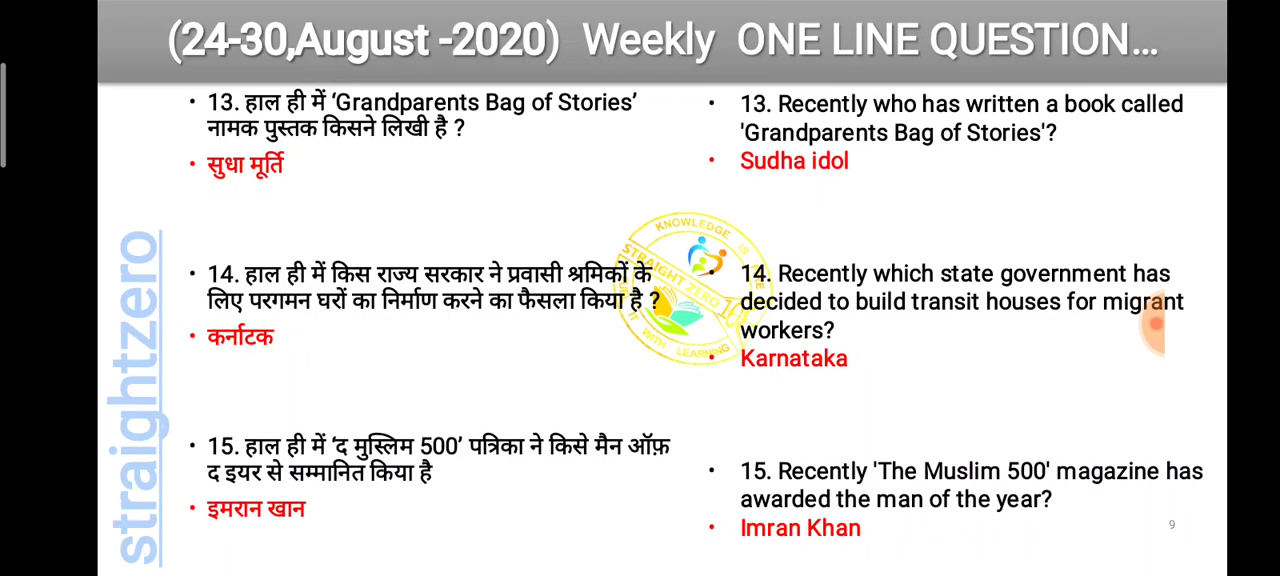 (24-30,August -2020) Weekly ONE LINE QUESTION...
• 13. हाल ही में ‘Grandparents Bag of Stories’
नामक पुस्तक किसने लिखी है ?
• सुधा मूर्ति
• 14. हाल ही में किस राज्य सरकार ने प्रवासी श्रमिकों के
लिए परगमन घरों का निर्माण करने का फैसला किया है ?
• कर्नाटक
• 15. हाल ही में ‘द मुस्लिम 500’ पत्रिका ने किसे मैन ऑफ़
द इयर से सम्मानित किया है
• इमरान खान
• 13. Recently who has written a book called
'Grandparents Bag of Stories'?
• Sudha idol
• 14. Recently which state government has
decided to build transit houses for migrant
workers?
• Karnataka
• 15. Recently 'The Muslim 500' magazine has
awarded the man of the year?
• Imran Khan
9
straightzero
KNOWLEDGE IS
STRAIGHT ZERO
WITH LEARNING